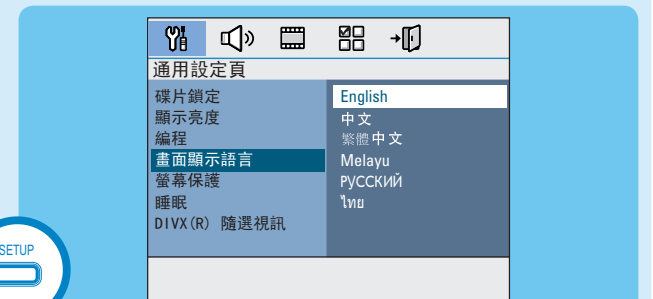 通用設定頁
碟片鎖定
顯示亮度
編程
畫面顯示語言
螢幕保護
睡眠
DIVX(R) 隨選視訊
English
中文
繁體中文
Melayu
РУССКИЙ
ไทย
SETUP